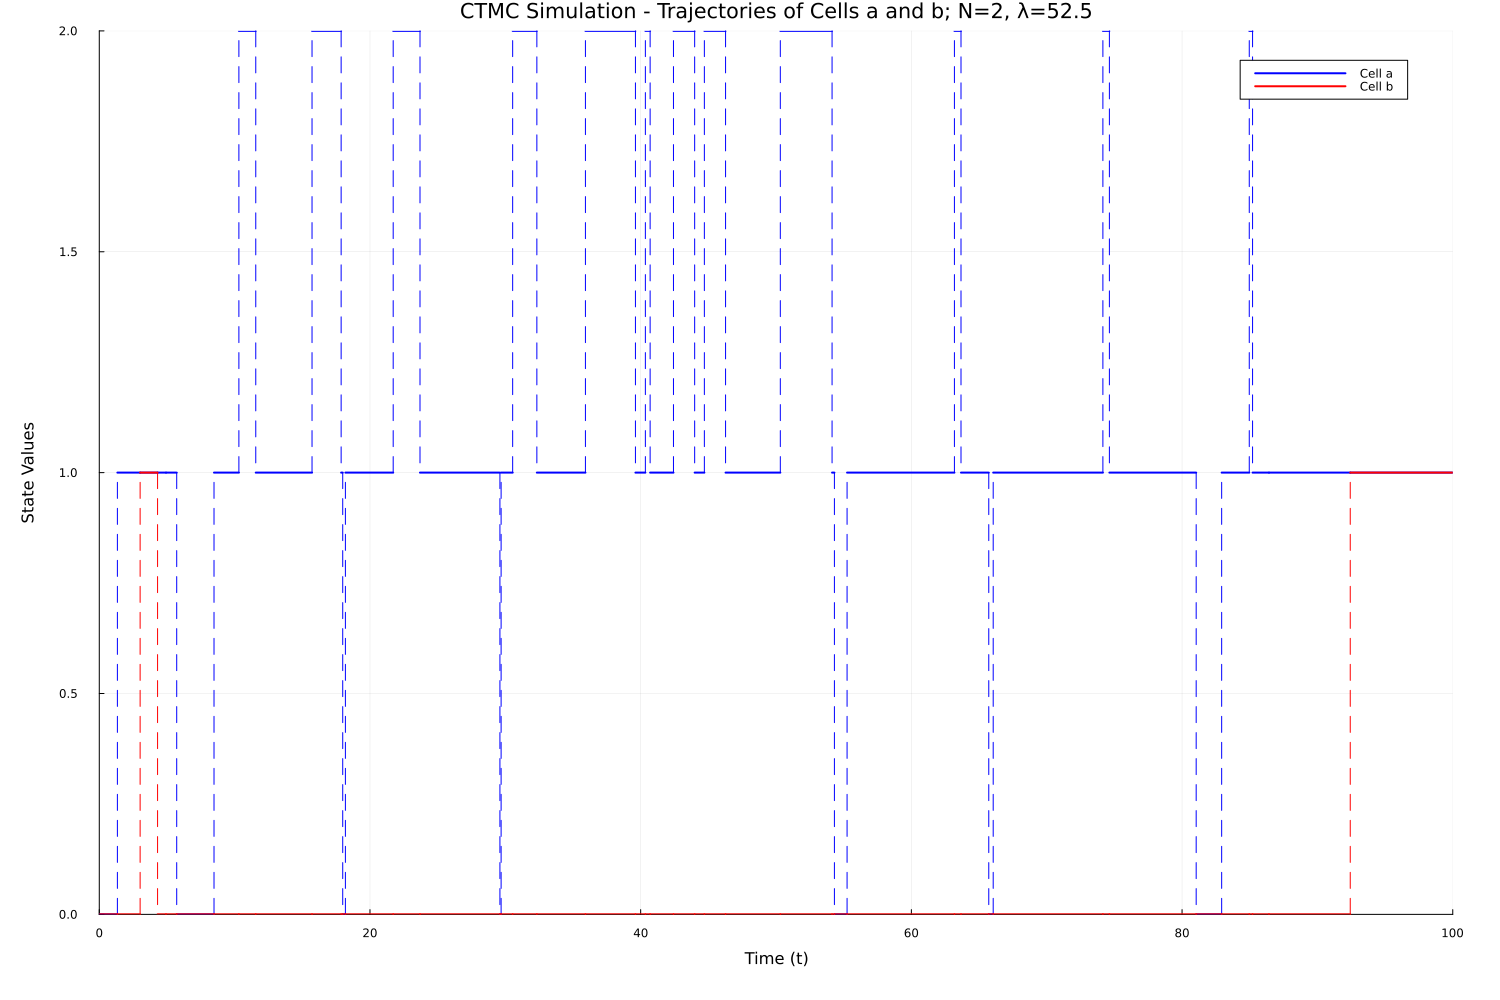 CTMC Simulation - Trajectories of Cells a and b; N=2, λ=52.5
2.0
Cell a
Cell b
1.5
State Values
1.0
0.5
0.0
0 20 40 60 80 100
Time (t)